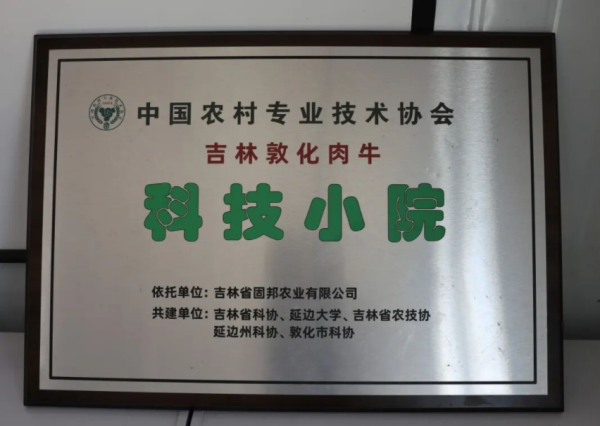 中国农村专业技术协会
吉林敦化肉牛
科技小院
依托单位：吉林省固邦农业有限公司
共建单位：吉林省科协、延边大学、吉林省农技协
延边州科协、敦化市科协